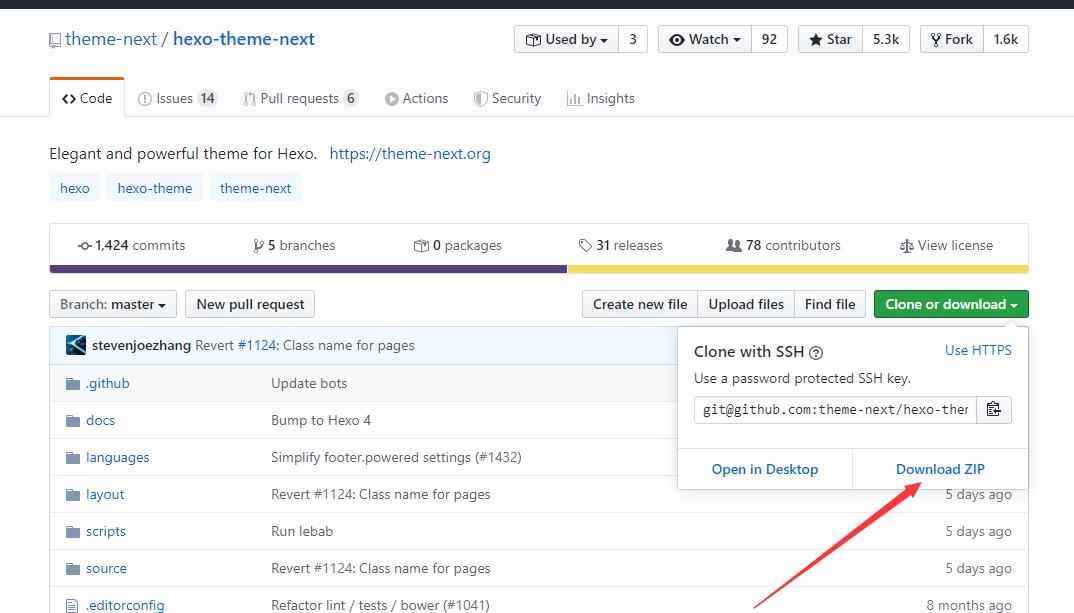 theme-next / hexo-theme-next
Used by 3 Watch 92 Star 5.3k Fork 1.6k
Code Issues 14 Pull requests 6 Actions Security Insights
Elegant and powerful theme for Hexo. https://theme-next.org
hexo hexo-theme theme-next
1,424 commits 5 branches 0 packages 31 releases 78 contributors View license
Branch: master New pull request Create new file Upload files Find file Clone or download
stevenjoezhang Revert #1124: Class name for pages
Clone with SSH ? Use HTTPS
Use a password protected SSH key.
git@github.com:theme-next/hexo-ther
Open in Desktop Download ZIP
.github Update bots
docs Bump to Hexo 4
languages Simplify footer.powered settings (#1432)
layout Revert #1124: Class name for pages 5 days ago
scripts Run lebab 5 days ago
source Revert #1124: Class name for pages 5 days ago
.editorconfig Refactor lint / tests / bower (#1041) 8 months ago